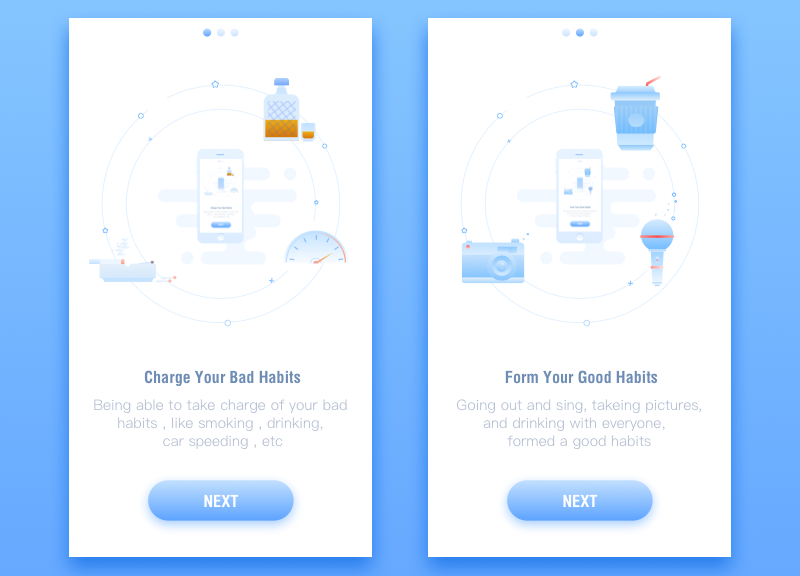 Charge Your Bad Habits
Being able to take charge of your bad
habits , like smoking , drinking,
car speeding , etc
NEXT
Form Your Good Habits
Going out and sing, takeing pictures,
and drinking with everyone,
formed a good habits
NEXT